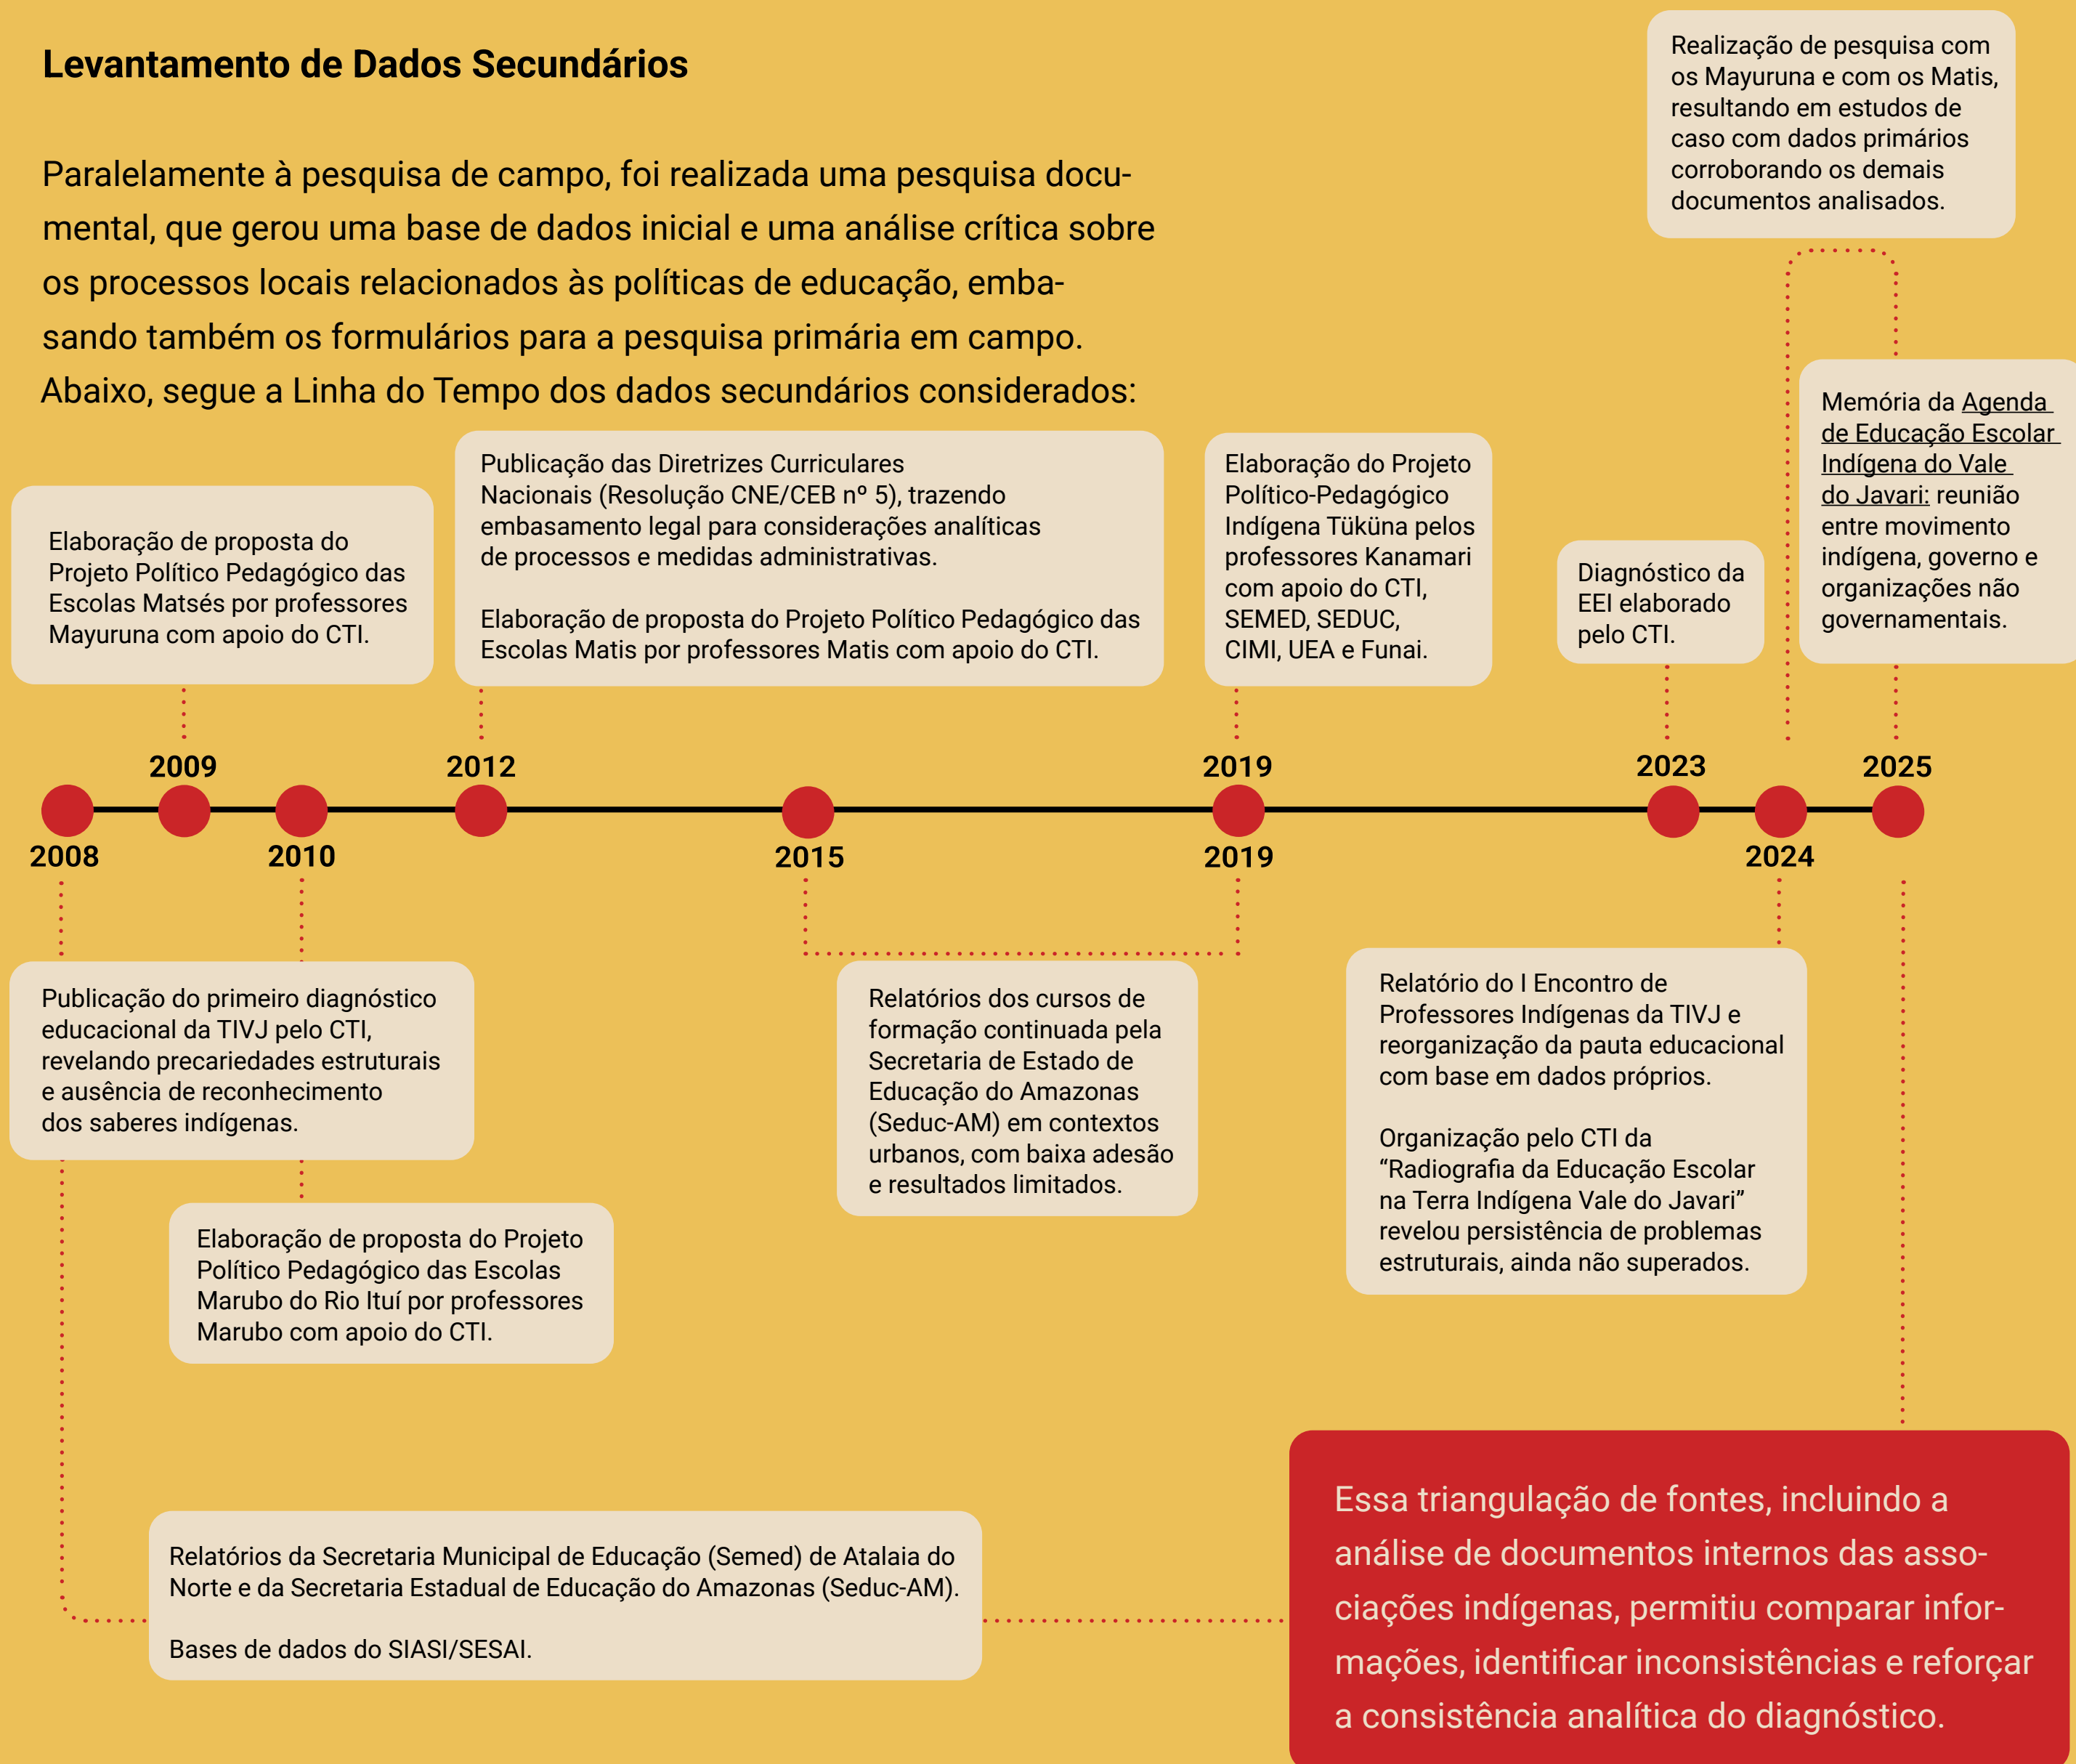 Levantamento de Dados Secundários
Paralelamente à pesquisa de campo, foi realizada uma pesquisa docu-
mental, que gerou uma base de dados inicial e uma análise crítica sobre
os processos locais relacionados às políticas de educação, emba-
sando também os formulários para a pesquisa primária em campo.
Abaixo, segue a Linha do Tempo dos dados secundários considerados:
Realização de pesquisa com
os Mayuruna e com os Matis,
resultando em estudos de
caso com dados primários
corroborando os demais
documentos analisados.
Elaboração de proposta do
Projeto Político Pedagógico das
Escolas Matsés por professores
Mayuruna com apoio do CTI.
Publicação das Diretrizes Curriculares
Nacionais (Resolução CNE/CEB nº 5), trazendo
embasamento legal para considerações analíticas
de processos e medidas administrativas.
Elaboração de proposta do Projeto Político Pedagógico das
Escolas Matis por professores Matis com apoio do CTI.
Elaboração do Projeto
Político-Pedagógico
Indígena Tüküna pelos
professores Kanamari
com apoio do CTI,
SEMED, SEDUC,
CIMI, UEA e Funai.
Diagnóstico da
EEI elaborado
pelo CTI.
Memória da Agenda
de Educação Escolar
Indígena do Vale
do Javari: reunião
entre movimento
indígena, governo e
organizações não
governamentais.
2009
2012
2019
2023
2025
2008
2010
2015
2019
2024
Publicação do primeiro diagnóstico
educacional da TIVJ pelo CTI,
revelando precariedades estruturais
e ausência de reconhecimento
dos saberes indígenas.
Elaboração de proposta do Projeto
Político Pedagógico das Escolas
Marubo do Rio Ituí por professores
Marubo com apoio do CTI.
Relatórios dos cursos de
formação continuada pela
Secretaria de Estado de
Educação do Amazonas
(Seduc-AM) em contextos
urbanos, com baixa adesão
e resultados limitados.
Relatório do I Encontro de
Professores Indígenas da TIVJ e
reorganização da pauta educacional
com base em dados próprios.
Organização pelo CTI da
“Radiografia da Educação Escolar
na Terra Indígena Vale do Javari”
revelou persistência de problemas
estruturais, ainda não superados.
Relatórios da Secretaria Municipal de Educação (Semed) de Atalaia do
Norte e da Secretaria Estadual de Educação do Amazonas (Seduc-AM).
Bases de dados do SIASI/SESAI.
Essa triangulação de fontes, incluindo a
análise de documentos internos das asso-
ciações indígenas, permitiu comparar infor-
mações, identificar inconsistências e reforçar
a consistência analítica do diagnóstico.